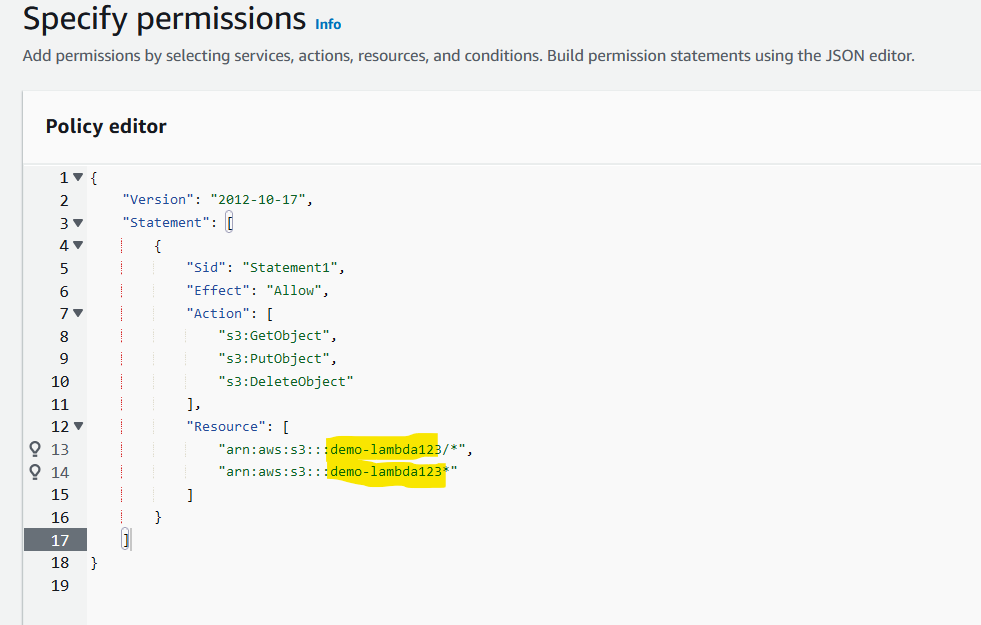 Specify permissions Info
Add permissions by selecting services, actions, resources, and conditions. Build permission statements using the JSON editor.
Policy editor
1 {
2 "Version": "2012-10-17",
3 "Statement": [
4 {
5 "Sid": "Statement1",
6 "Effect": "Allow",
7 "Action": [
8 "s3:GetObject",
9 "s3:PutObject",
10 "s3:DeleteObject"
11 ],
12 "Resource": [
13 "arn:aws:s3:::demo-lambda123/*",
14 "arn:aws:s3:::demo-lambda123*"
15 ]
16 }
17 ]
18 }
19